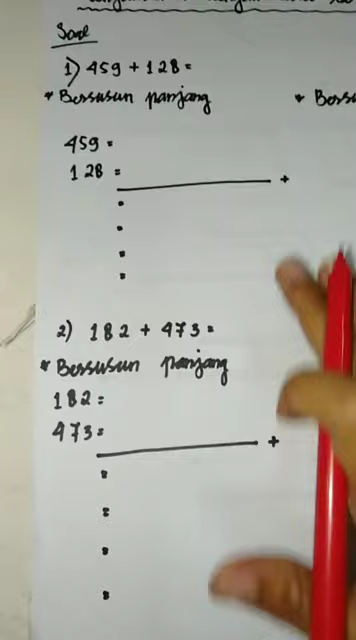 Soal
1) 459 + 128 =
* Bersusun panjang
459 =
128 =
+
=
=
=
=
2) 182 + 473 =
* Bersusun panjang
182 =
473 =
+
=
=
=
=